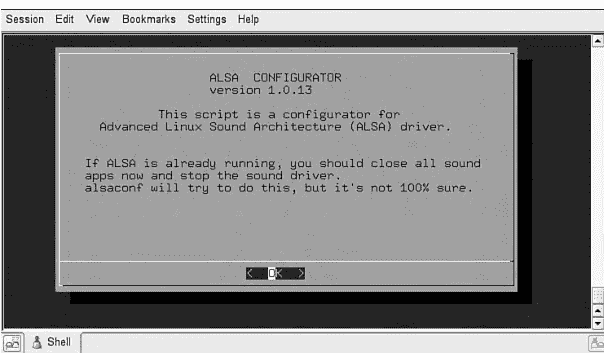 Session Edit View Bookmarks Settings Help
ALSA CONFIGURATOR
version 1.0.13
This script is a configurator for
Advanced Linux Sound Architecture (ALSA) driver.
If ALSA is already running, you should close all sound
apps now and stop the sound driver.
alsaconf will try to do this, but it's not 100% sure.
< OK >
Shell